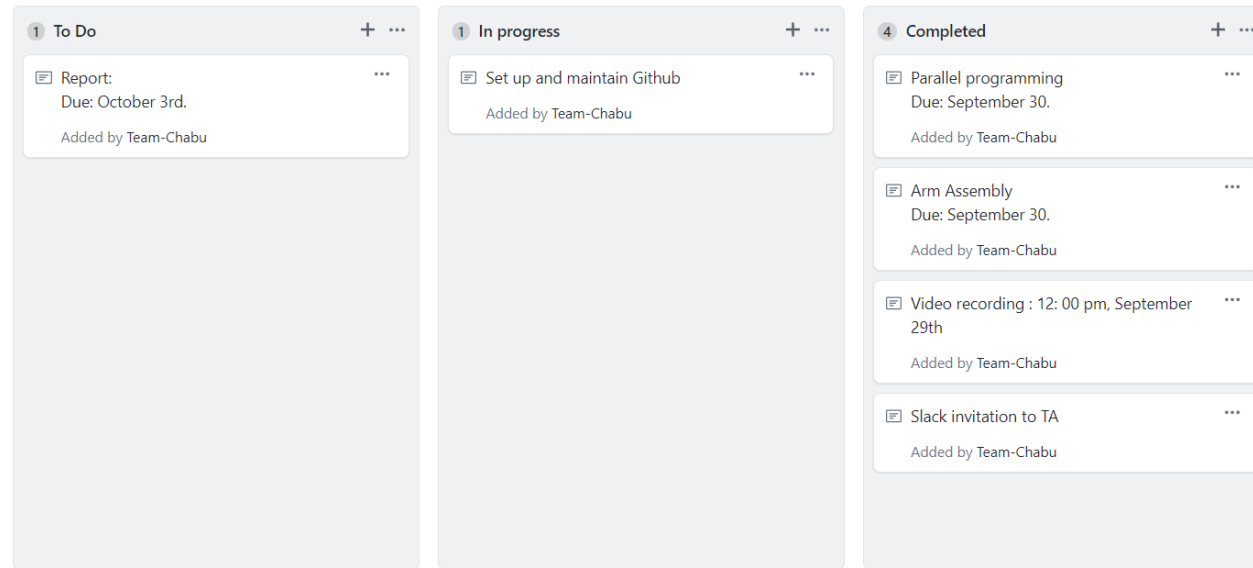 1 To Do
Report:
Due: October 3rd.
Added by Team-Chabu
1 In progress
Set up and maintain Github
Added by Team-Chabu
4 Completed
Parallel programming
Due: September 30.
Added by Team-Chabu
Arm Assembly
Due: September 30.
Added by Team-Chabu
Video recording : 12: 00 pm, September
29th
Added by Team-Chabu
Slack invitation to TA
Added by Team-Chabu